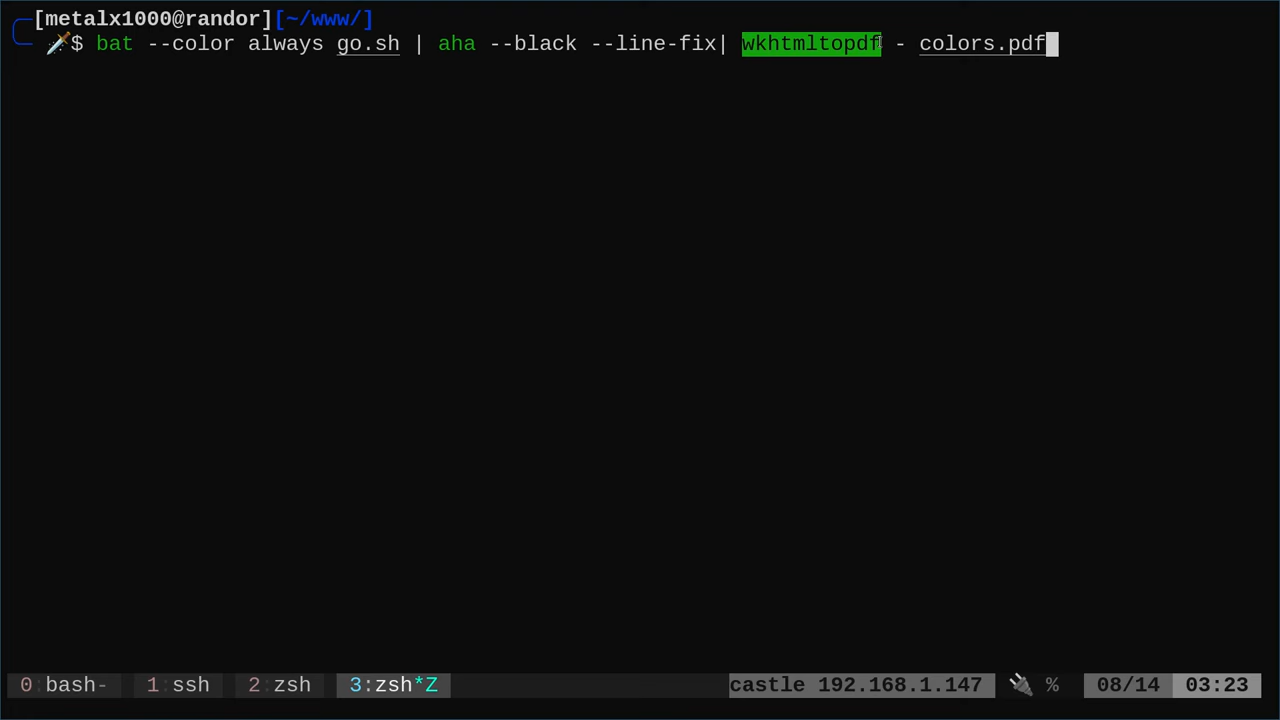 [metalx1000@randor][~/www/]
$ bat --color always go.sh | aha --black --line-fix| wkhtmltopdf - colors.pdf
0 bash- 1:ssh 2 zsh 3:zsh*Z castle 192.168.1.147 % 08/14 03:23